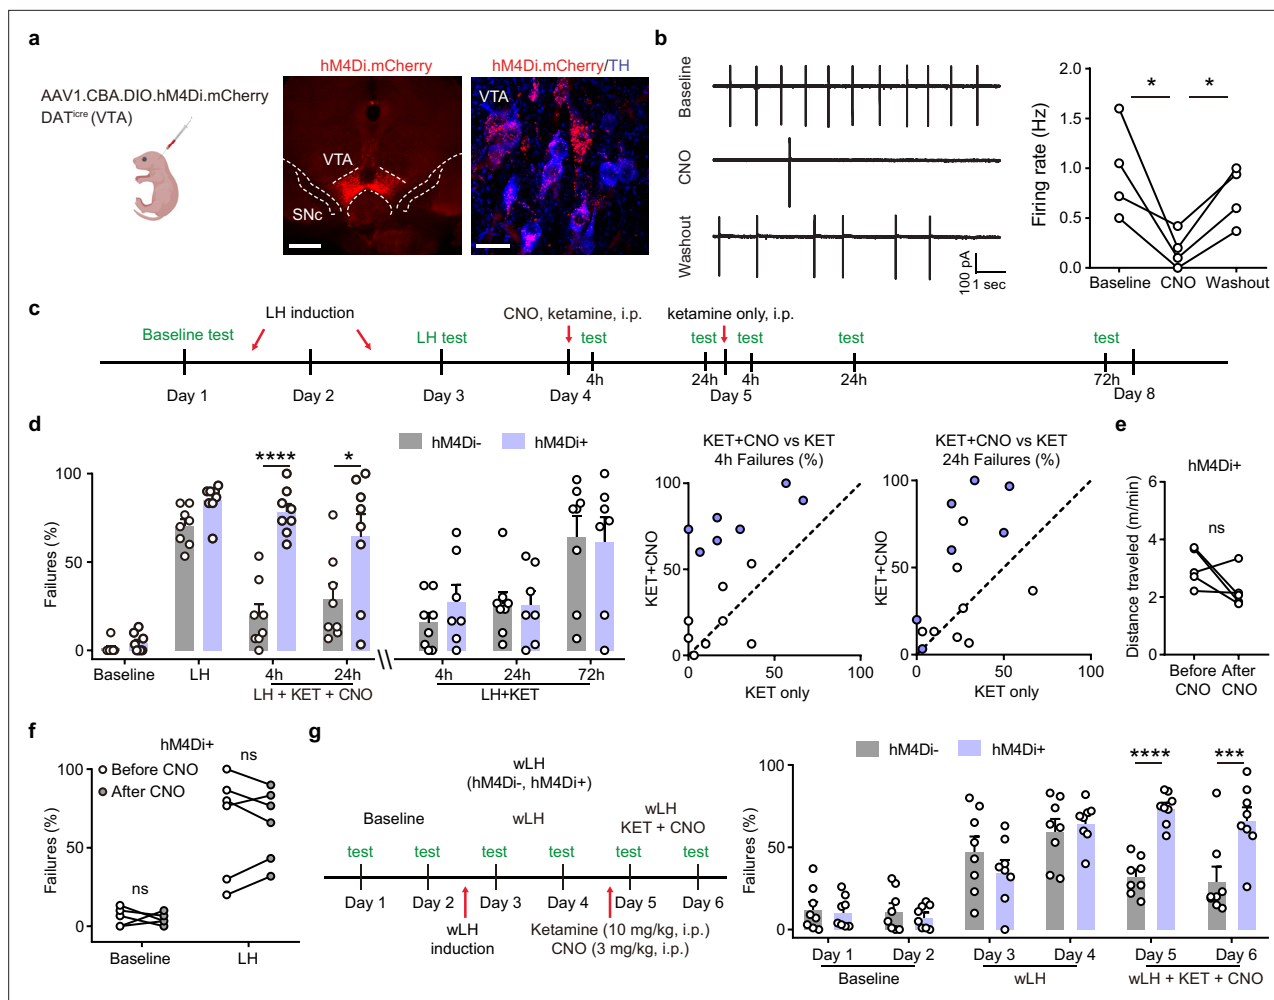 a
AAV1.CBA.DIO.hM4Di.mCherry
DATicre (VTA)
hM4Di.mCherry
VTA
SNc
hM4Di.mCherry/TH
VTA
b
Baseline
CNO
Washout
100 pA
1 sec
Firing rate (Hz)
2.0
1.5
1.0
0.5
0.0
* *
Baseline CNO Washout
c
Baseline test
LH induction
LH test
CNO, ketamine, i.p.
test
ketamine only, i.p.
test test
24h
test
4h
24h
4h
24h
72h
Day 1 Day 2 Day 3 Day 4 Day 5 Day 8
d
hM4Di- hM4Di+
Failures (%)
100
50
0
**** *
Baseline LH 4h 24h 4h 24h 72h
LH + KET + CNO LH+KET
KET+CNO vs KET
4h Failures (%)
KET+CNO
100
50
0
0 100
KET only
KET+CNO vs KET
24h Failures (%)
KET+CNO
100
50
0
0 100
KET only
e
hM4Di+
Distance traveled (m/min)
6
4
2
0
ns
Before After
CNO CNO
f
hM4Di+
Before CNO
After CNO
Failures (%)
100
50
0
ns ns
Baseline LH
g
wLH
(hM4Di-, hM4Di+)
Baseline wLH wLH
KET + CNO
test test test test test test
Day 1 Day 2 Day 3 Day 4 Day 5 Day 6
wLH
induction
Ketamine (10 mg/kg, i.p.)
CNO (3 mg/kg, i.p.)
hM4Di- hM4Di+
Failures (%)
100
50
0
**** ***
Day 1 Day 2 Day 3 Day 4 Day 5 Day 6
Baseline wLH wLH + KET + CNO